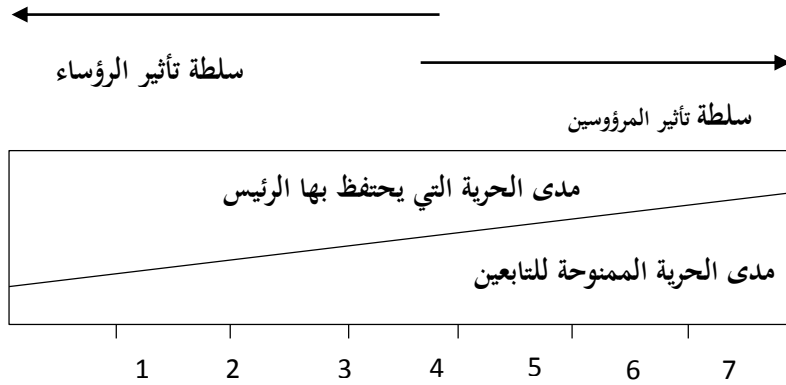 سلطة تأثير الرؤساء
سلطة تأثير المرؤوسين
مدى الحرية التي يحتفظ بها الرئيس
مدى الحرية الممنوحة للتابعين
1 2 3 4 5 6 7